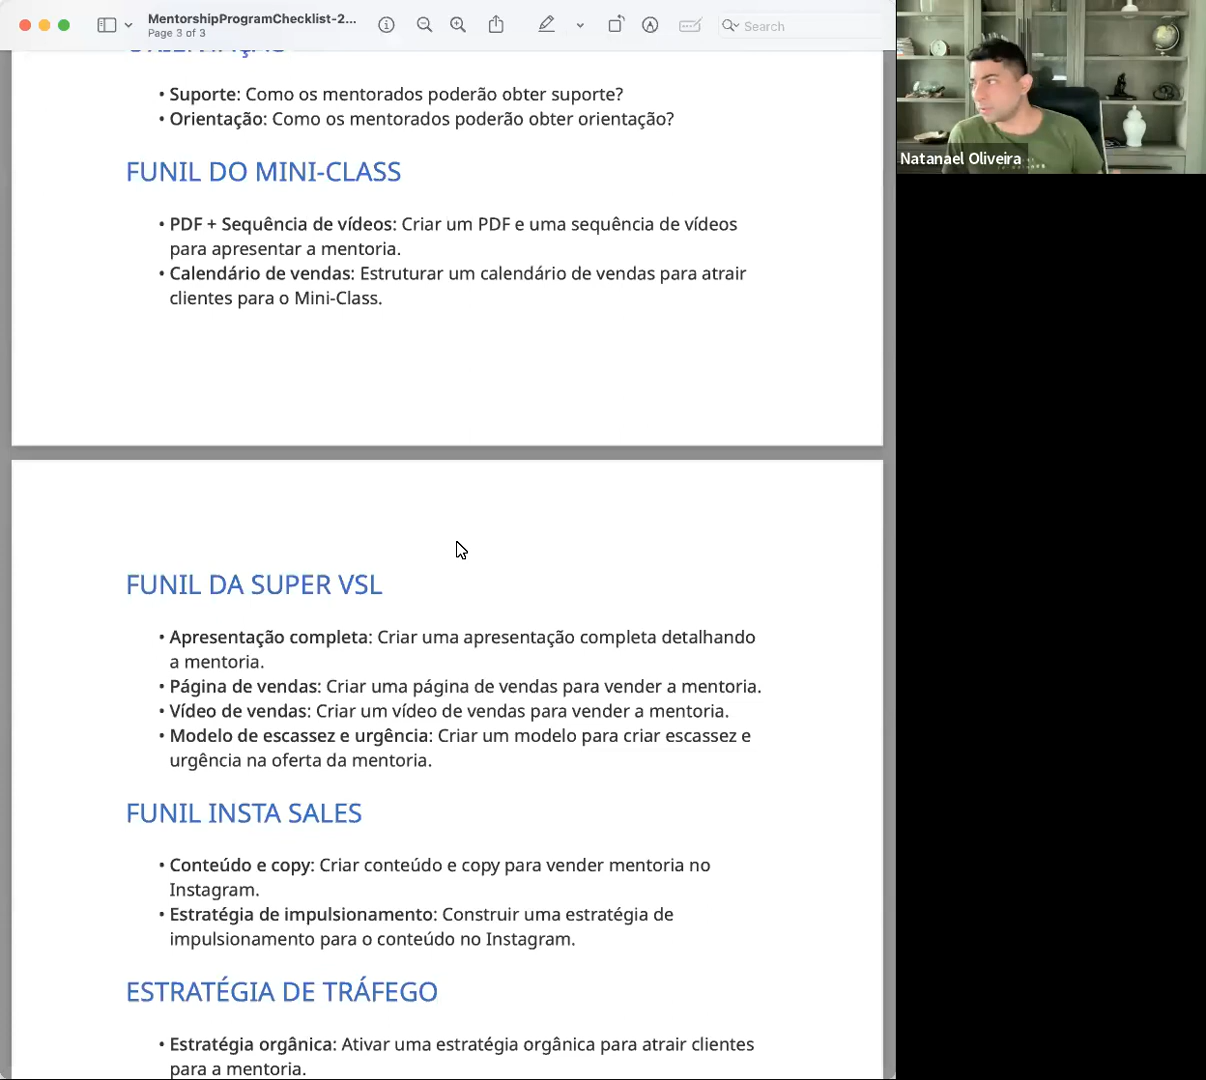 MentorshipProgramChecklist-2...
Page 3 of 3
Search
• Suporte: Como os mentorados poderão obter suporte?
• Orientação: Como os mentorados poderão obter orientação?
FUNIL DO MINI-CLASS
• PDF + Sequência de vídeos: Criar um PDF e uma sequência de vídeos
para apresentar a mentoria.
• Calendário de vendas: Estruturar um calendário de vendas para atrair
clientes para o Mini-Class.
FUNIL DA SUPER VSL
• Apresentação completa: Criar uma apresentação completa detalhando
a mentoria.
• Página de vendas: Criar uma página de vendas para vender a mentoria.
• Vídeo de vendas: Criar um vídeo de vendas para vender a mentoria.
• Modelo de escassez e urgência: Criar um modelo para criar escassez e
urgência na oferta da mentoria.
FUNIL INSTA SALES
• Conteúdo e copy: Criar conteúdo e copy para vender mentoria no
Instagram.
• Estratégia de impulsionamento: Construir uma estratégia de
impulsionamento para o conteúdo no Instagram.
ESTRATÉGIA DE TRÁFEGO
• Estratégia orgânica: Ativar uma estratégia orgânica para atrair clientes
para a mentoria.
Natanael Oliveira